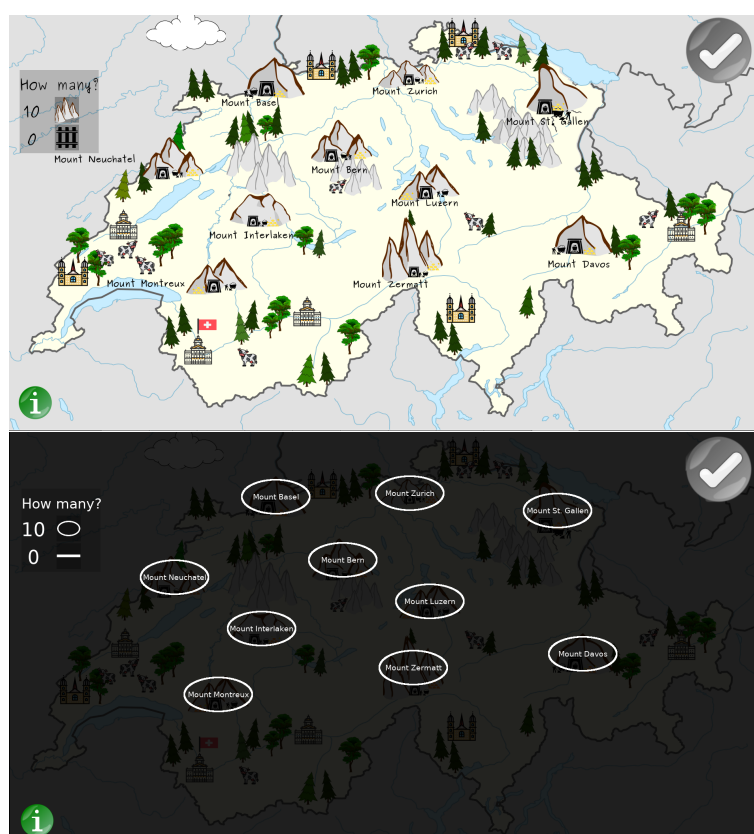 How many?
10
0
Mount Basel
Mount Zurich
Mount St. Gallen
Mount Neuchatel
Mount Bern
Mount Luzern
Mount Interlaken
Mount Davos
Mount Montreux
Mount Zermatt
i
How many?
10
0
Mount Basel
Mount Zurich
Mount St. Gallen
Mount Neuchatel
Mount Bern
Mount Luzern
Mount Interlaken
Mount Davos
Mount Zermatt
Mount Montreux
i